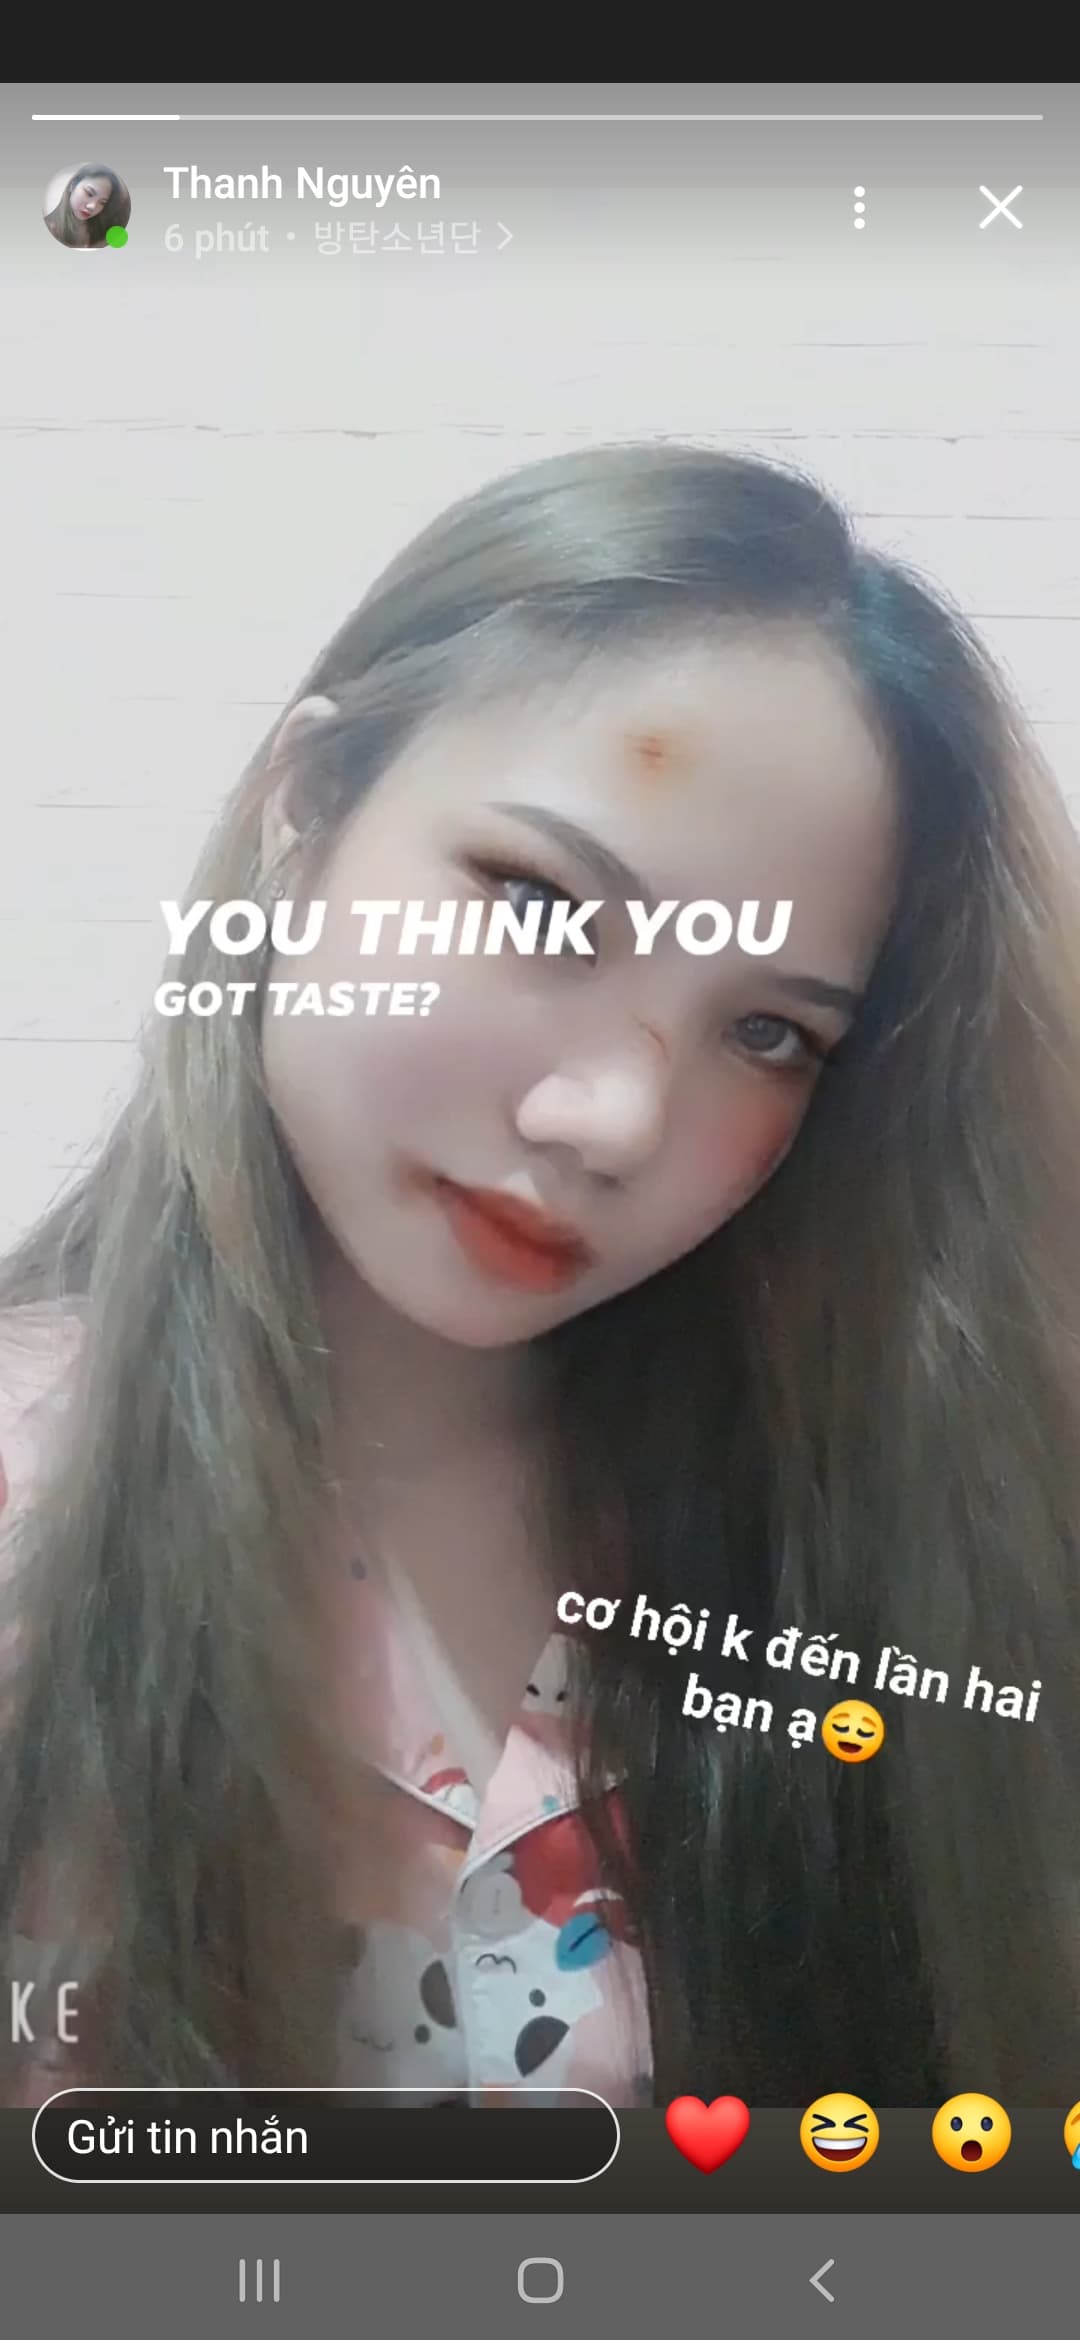 Thanh Nguyên
6 phút • 방탄소년단 >
YOU THINK YOU
GOT TASTE?
cơ hội k đến lần hai
bạn ạ😌
KE
Gửi tin nhắn